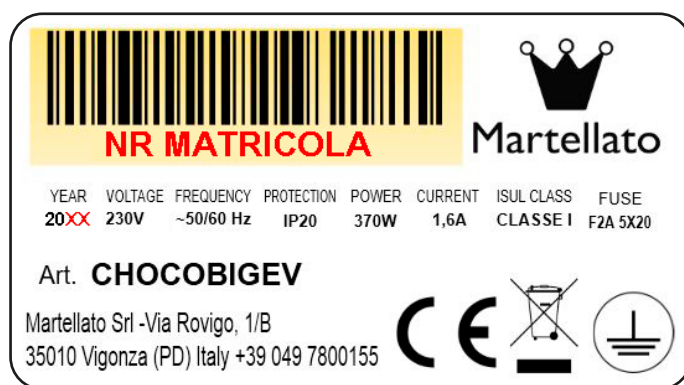 NR MATRICOLA
Martellato
YEAR VOLTAGE FREQUENCY PROTECTION POWER CURRENT ISUL CLASS FUSE
20XX 230V ~50/60 Hz IP20 370W 1,6A CLASSE I F2A 5X20
Art. CHOCOBIGEV
Martellato Srl -Via Rovigo, 1/B
35010 Vigonza (PD) Italy +39 049 7800155
CE